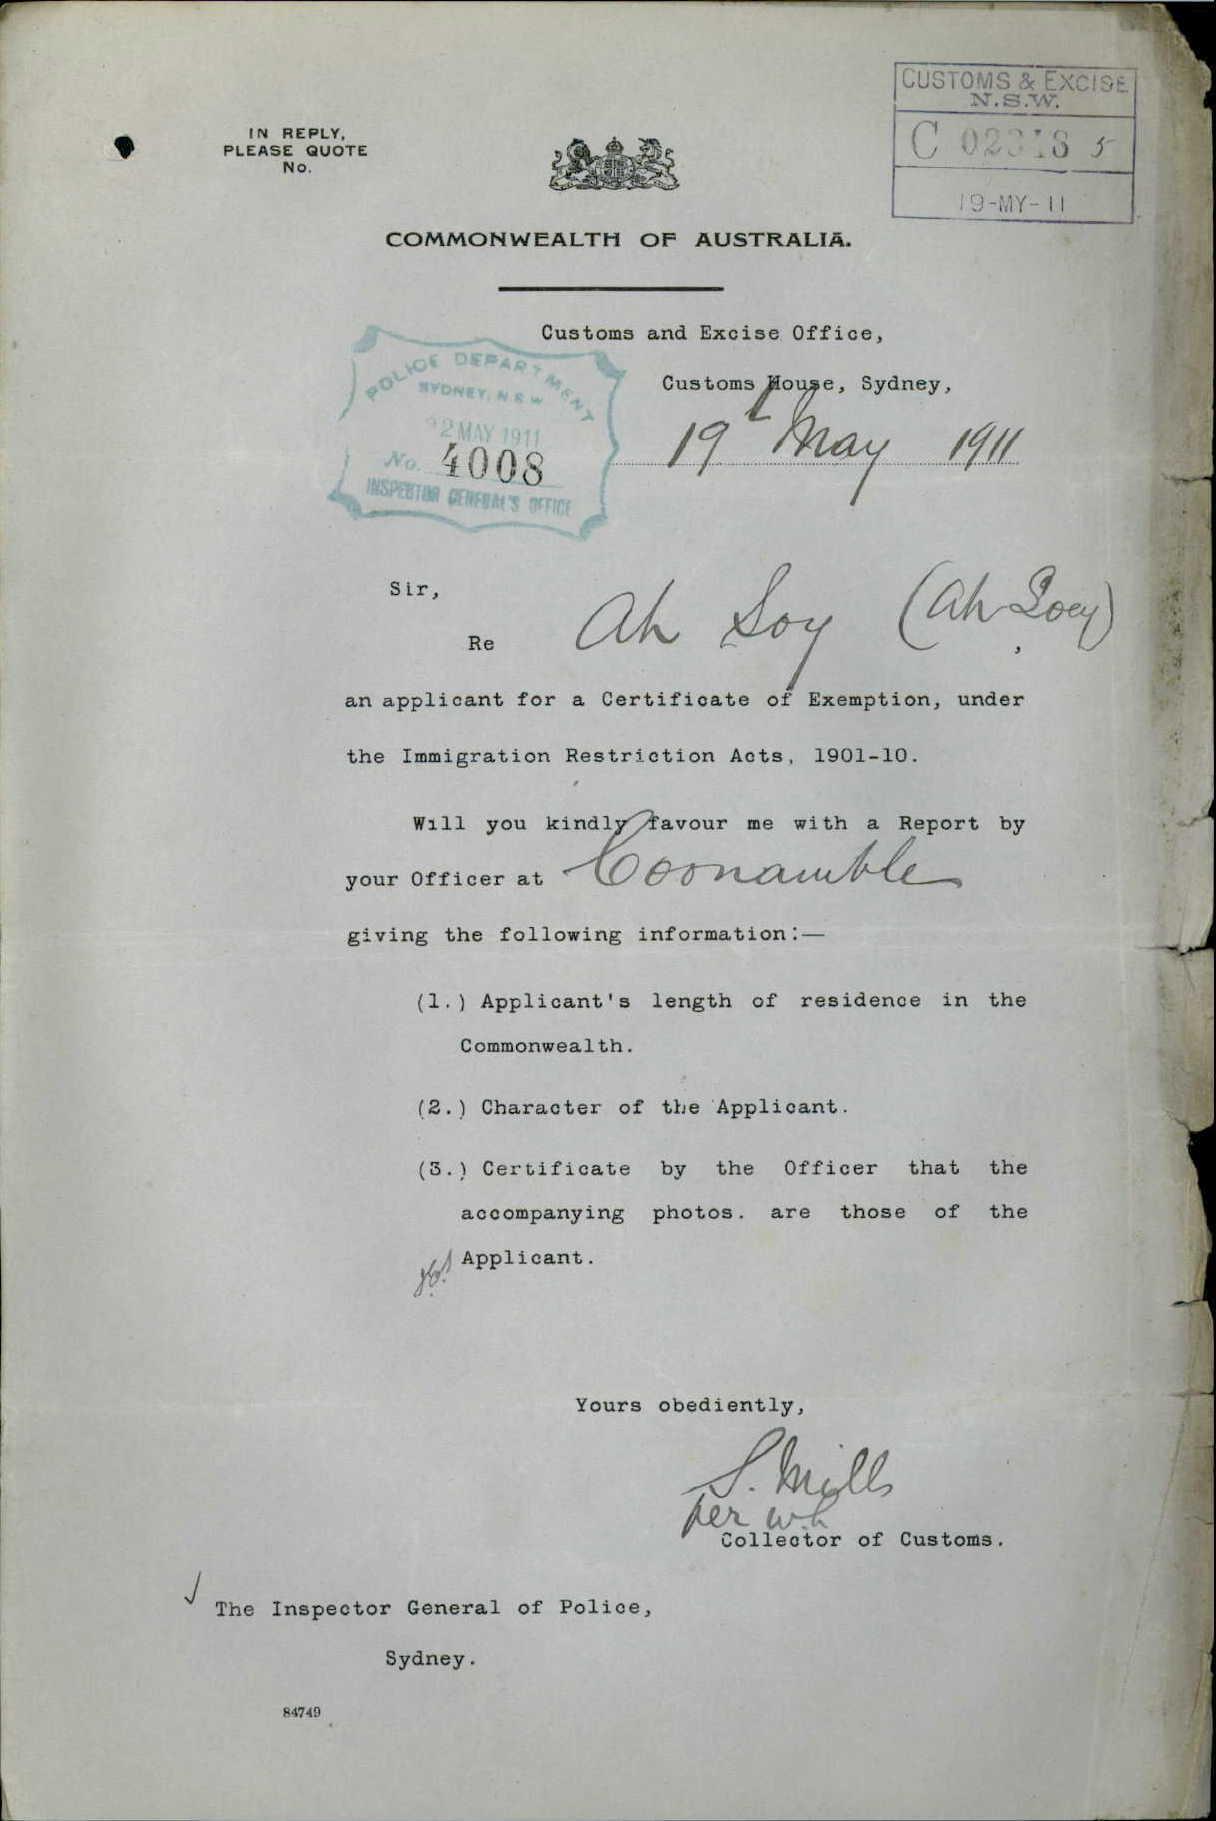 CUSTOMS & EXCISE
N.S.W.
C 5
19-MY-11
IN REPLY,
PLEASE QUOTE
No.
COMMONWEALTH OF AUSTRALIA.
Customs and Excise Office,
Customs House, Sydney,
19th May 1911
POLICE DEPARTMENT
SYDNEY, N.S.W
22 MAY 1911
No. 4008
INSPECTOR GENERAL'S OFFICE
Sir,
Re Ah Soy (Ah Soey),
an applicant for a Certificate of Exemption, under
the Immigration Restriction Acts, 1901-10.
Will you kindly favour me with a Report by
your Officer at Coonamble
giving the following information:—
(1.) Applicant's length of residence in the
Commonwealth.
(2.) Character of the Applicant.
(3.) Certificate by the Officer that the
accompanying photos. are those of the
Applicant.
Yours obediently,
S. Mills
per
Collector of Customs.
The Inspector General of Police,
Sydney.
84749